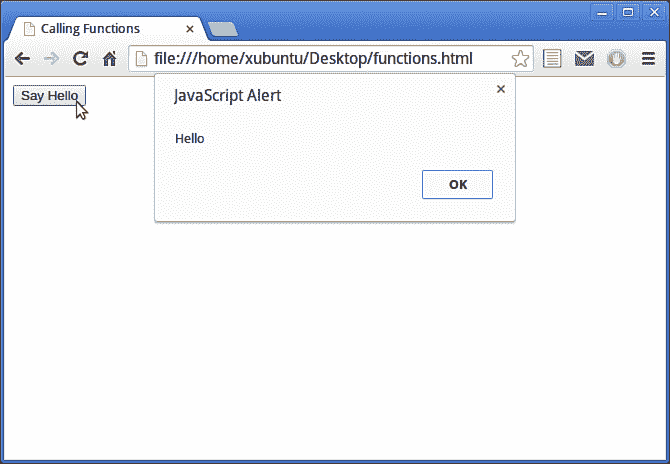 Calling Functions
file:///home/xubuntu/Desktop/functions.html
Say Hello
JavaScript Alert
Hello
OK